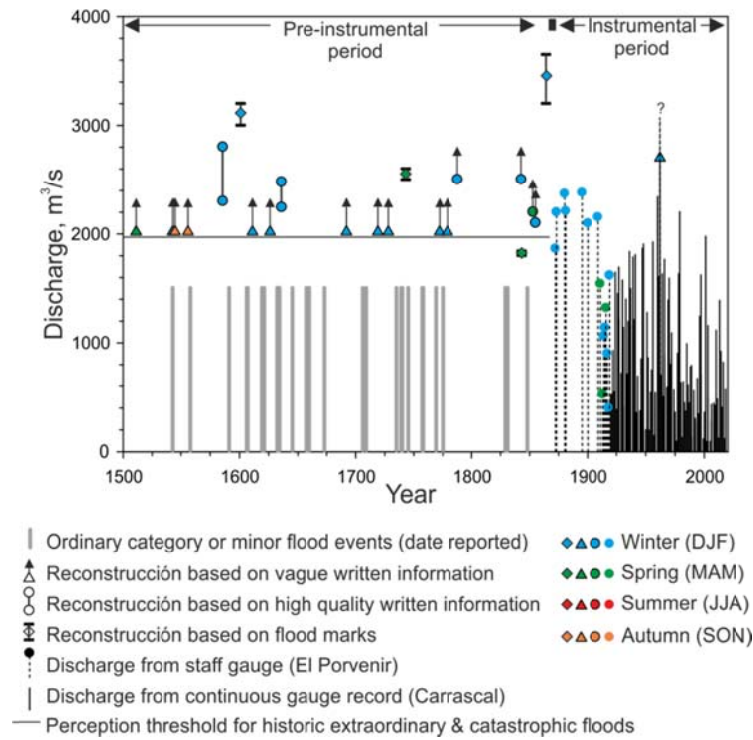 4000
Pre-instrumental
period
Instrumental
period
3000
2000
1000
0
Discharge, m³/s
?
1500
1600
1700
1800
1900
2000
Year
Ordinary category or minor flood events (date reported)
Reconstrucción based on vague written information
Reconstrucción based on high quality written information
Reconstrucción based on flood marks
Discharge from staff gauge (El Porvenir)
Discharge from continuous gauge record (Carrascal)
Perception threshold for historic extraordinary & catastrophic floods
Winter (DJF)
Spring (MAM)
Summer (JJA)
Autumn (SON)